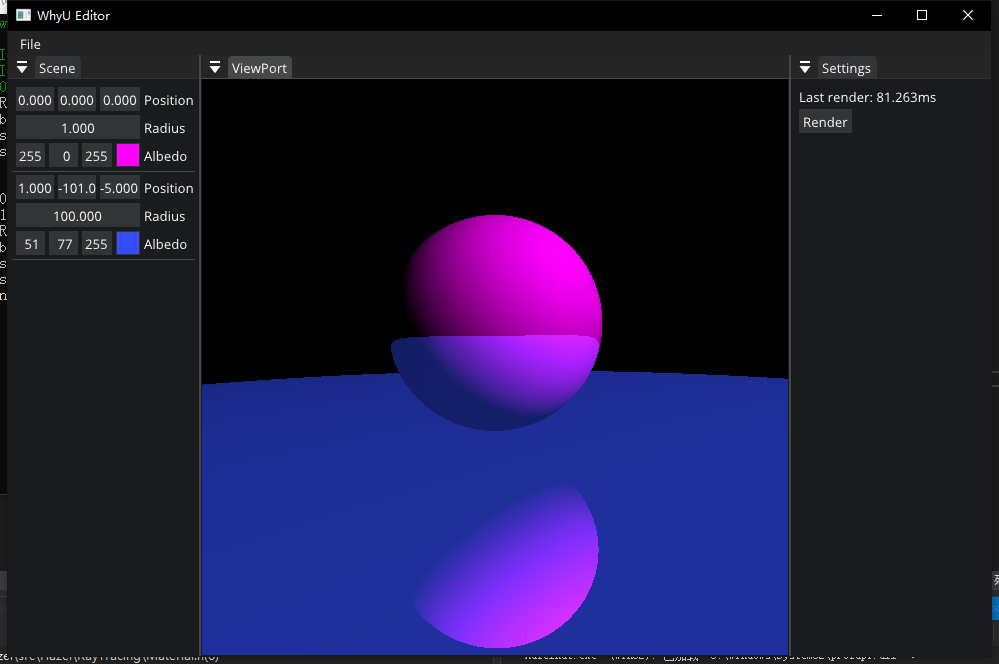 WhyU Editor
File
Scene
ViewPort
Settings
0.000 0.000 0.000 Position
1.000 Radius
255 0 255 Albedo
1.000 -101.0 -5.000 Position
100.000 Radius
51 77 255 Albedo
Last render: 81.263ms
Render